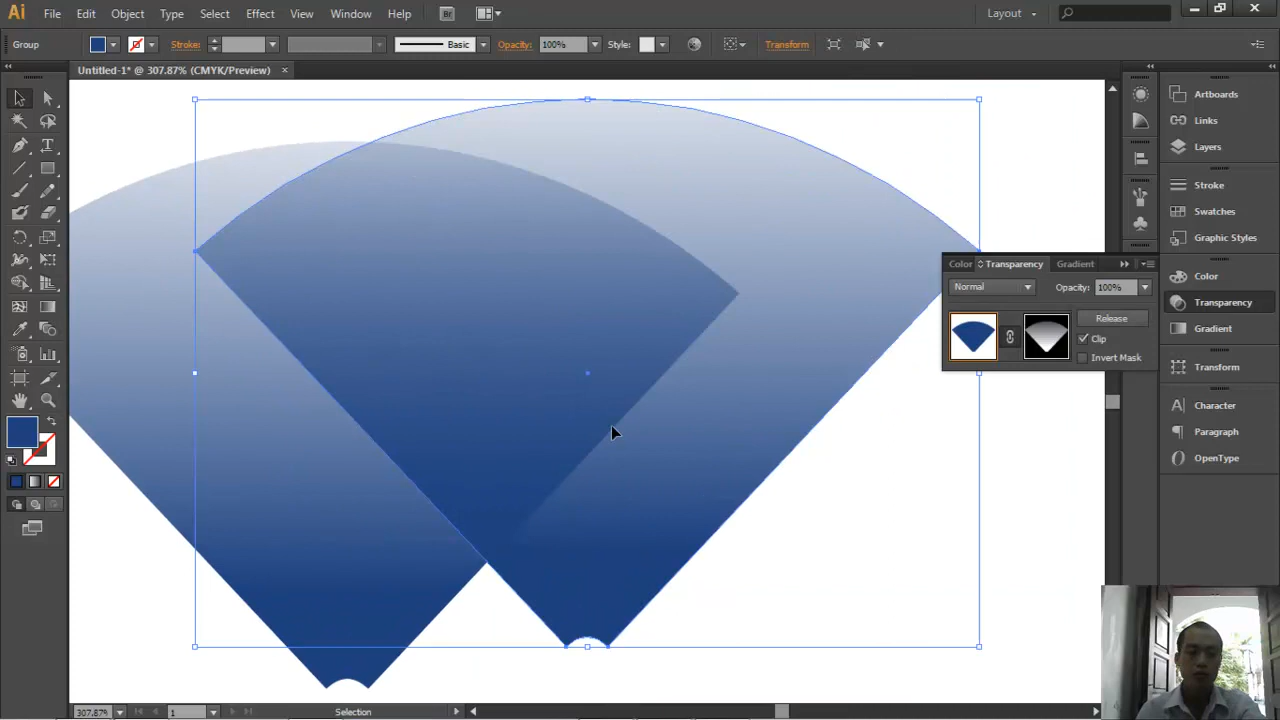 Ai File Edit Object Type Select Effect View Window Help Br Layout
Group Stroke: Basic Opacity: 100% Style: Transform
Untitled-1* @ 307.87% (CMYK/Preview) ×
Artboards
Links
Layers
Stroke
Swatches
Graphic Styles
Color Transparency Gradient
Color
Normal Opacity: 100%
Transparency
Release
Gradient
Clip
Invert Mask
Transform
Character
Paragraph
OpenType
307.87% 1 Selection